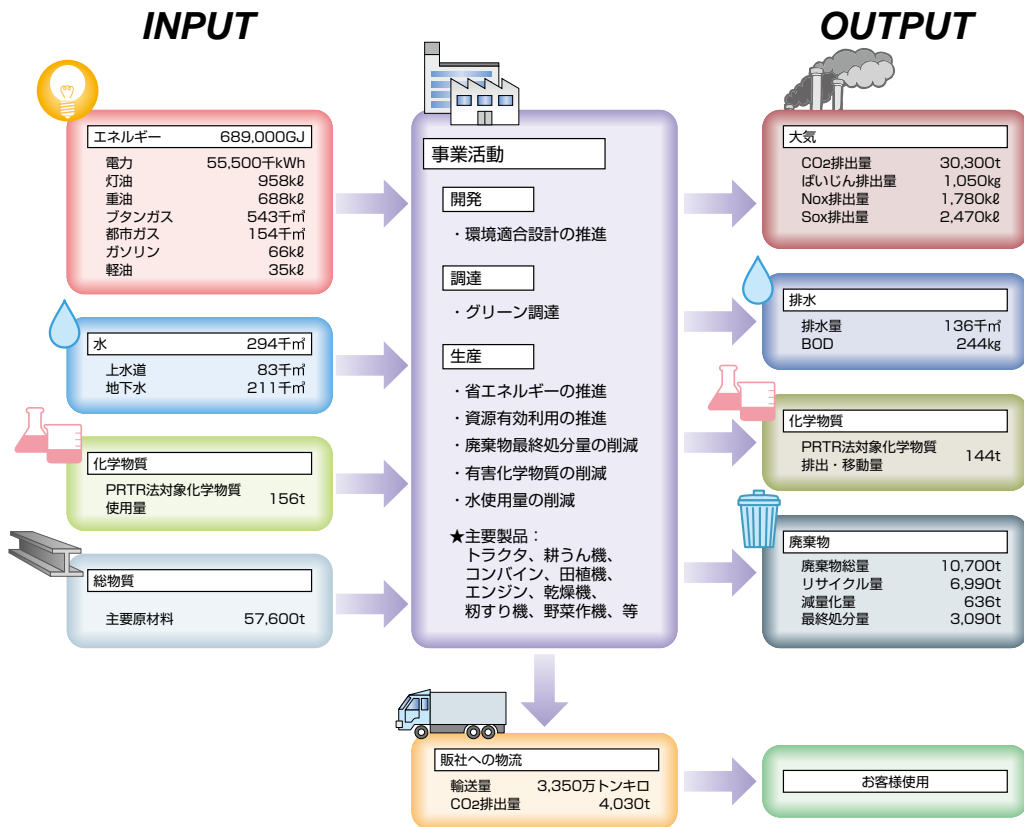 INPUT
OUTPUT
エネルギー 689,000GJ
電力 55,500千kWh
灯油 958kℓ
重油 688kℓ
ブタンガス 543千㎥
都市ガス 154千㎥
ガソリン 66kℓ
軽油 35kℓ
水 294千㎥
上水道 83千㎥
地下水 211千㎥
化学物質
PRTR法対象化学物質
使用量 156t
総物質
主要原材料 57,600t
事業活動
開発
・環境適合設計の推進
調達
・グリーン調達
生産
・省エネルギーの推進
・資源有効利用の推進
・廃棄物最終処分量の削減
・有害化学物質の削減
・水使用量の削減
★主要製品：
トラクタ、耕うん機、
コンバイン、田植機、
エンジン、乾燥機、
籾すり機、野菜作機、等
大気
CO2排出量 30,300t
ばいじん排出量 1,050kg
Nox排出量 1,780kℓ
Sox排出量 2,470kℓ
排水
排水量 136千㎥
BOD 244kg
化学物質
PRTR法対象化学物質
排出・移動量 144t
廃棄物
廃棄物総量 10,700t
リサイクル量 6,990t
減量化量 636t
最終処分量 3,090t
販社への物流
輸送量 3,350万トンキロ
CO2排出量 4,030t
お客様使用